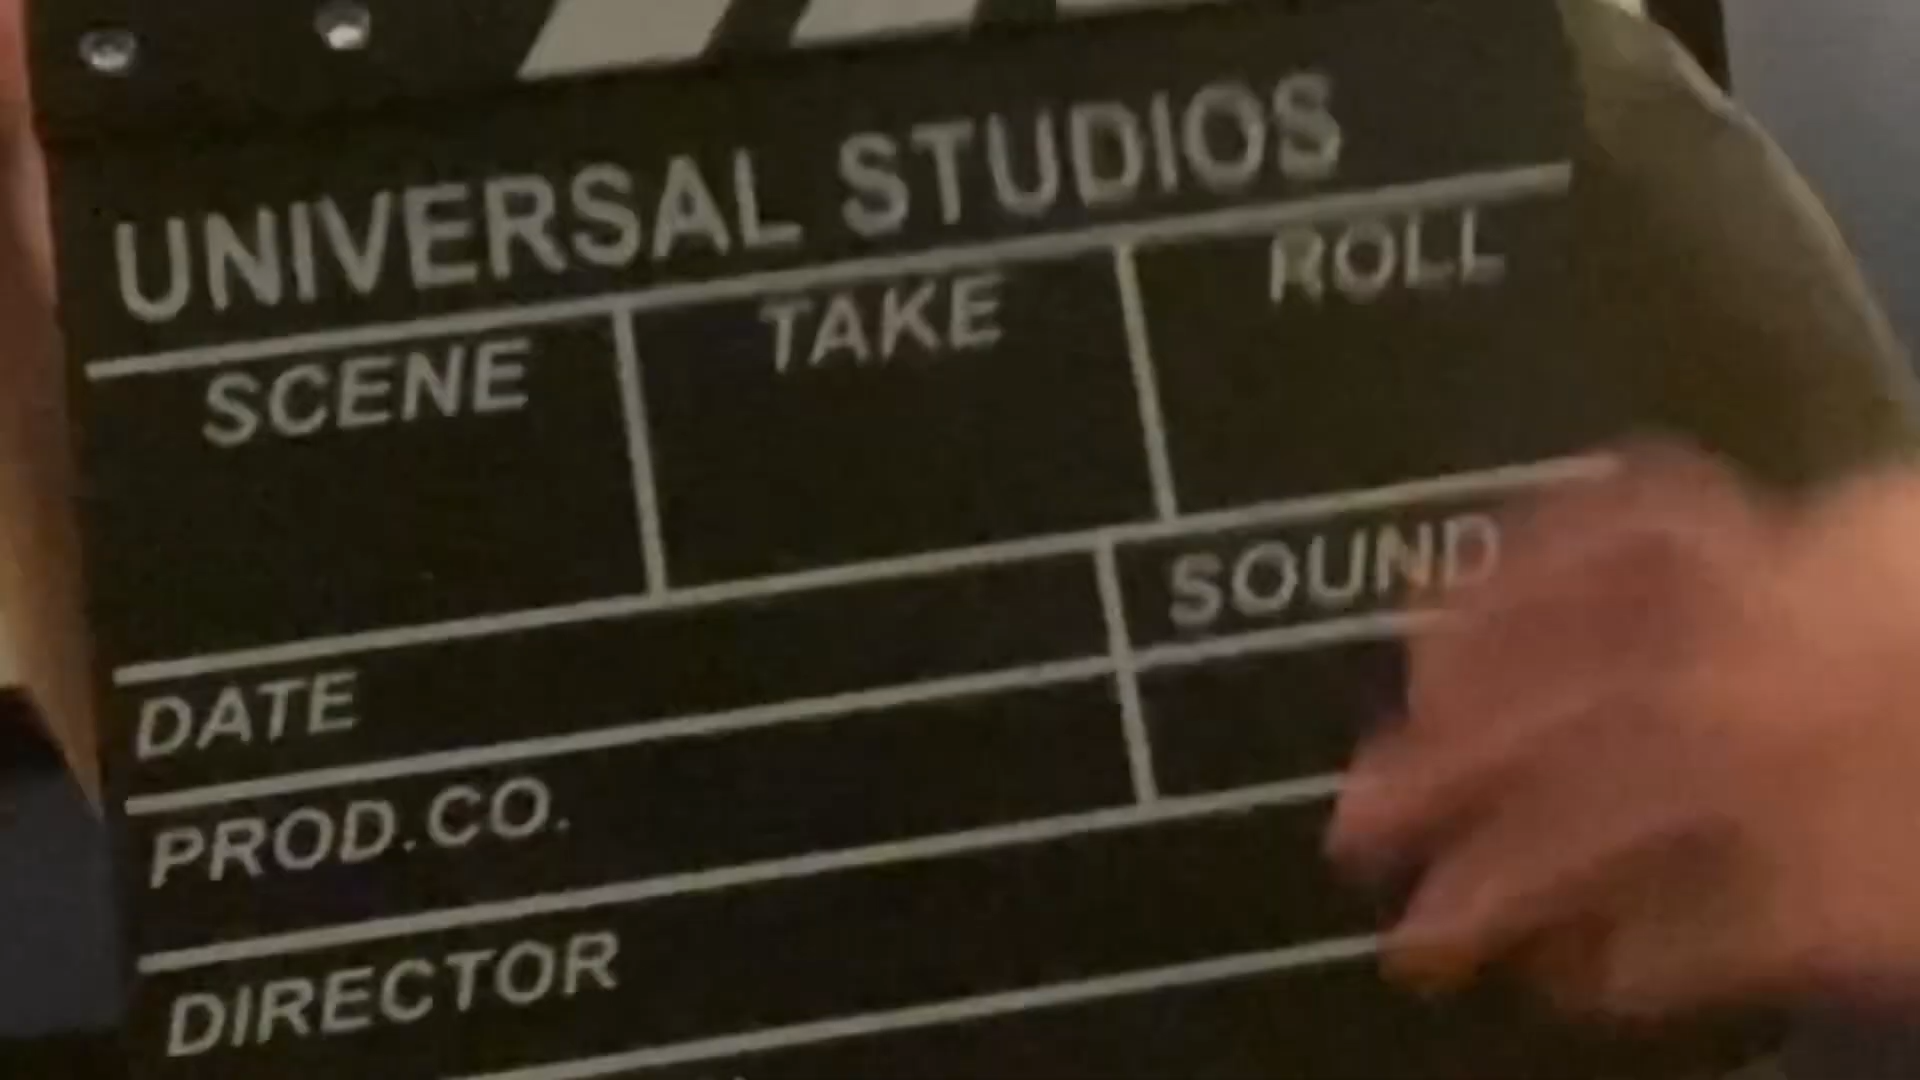 UNIVERSAL STUDIOS
SCENE TAKE ROLL
SOUND
DATE
PROD.CO.
DIRECTOR